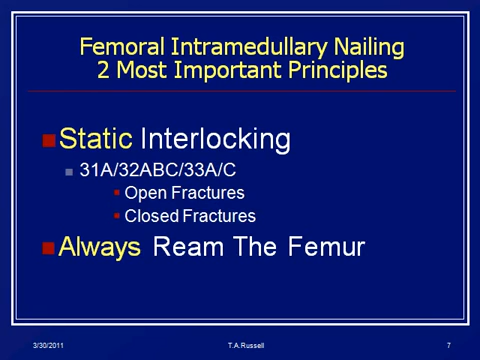 Femoral Intramedullary Nailing
2 Most Important Principles
Static Interlocking
31A/32ABC/33A/C
Open Fractures
Closed Fractures
Always Ream The Femur
3/30/2011 T.A.Russell 7